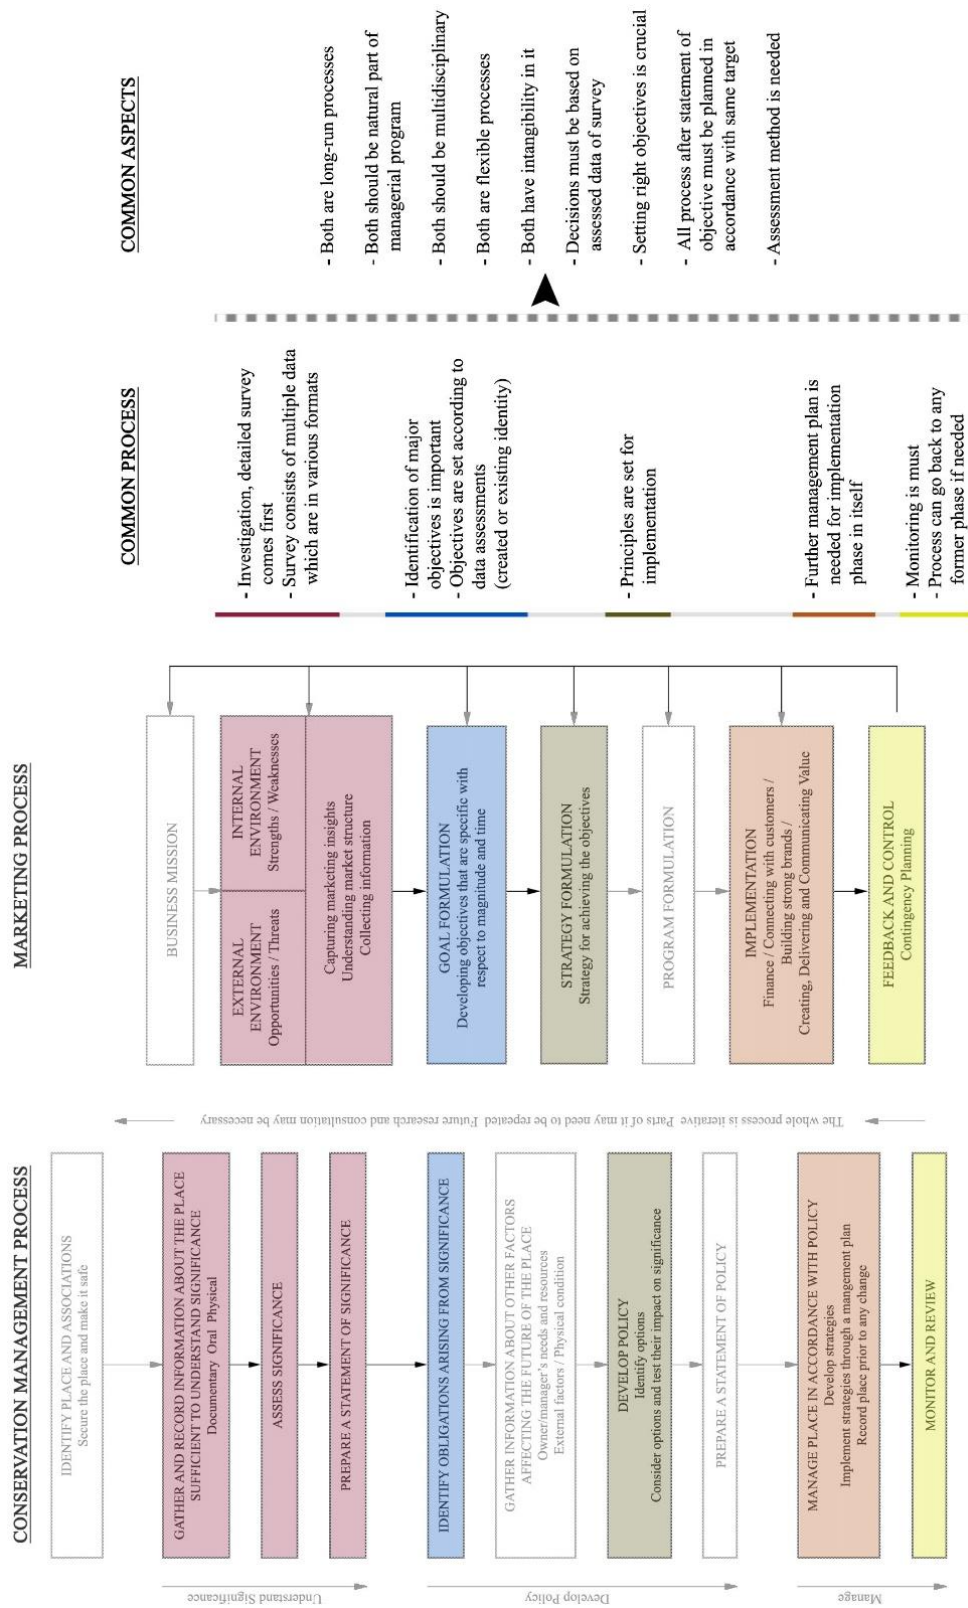 CONSERVATION MANAGEMENT PROCESS
IDENTIFY PLACE AND ASSOCIATIONS
Secure the place and make it safe
GATHER AND RECORD INFORMATION ABOUT THE PLACE
SUFFICIENT TO UNDERSTAND SIGNIFICANCE
Documentary Oral Physical
ASSESS SIGNIFICANCE
PREPARE A STATEMENT OF SIGNIFICANCE
IDENTIFY OBLIGATIONS ARISING FROM SIGNIFICANCE
GATHER INFORMATION ABOUT OTHER FACTORS
AFFECTING THE FUTURE OF THE PLACE
Owner/manager's needs and resources
External factors / Physical condition
DEVELOP POLICY
Identify options
Consider options and test their impact on significance
PREPARE A STATEMENT OF POLICY
MANAGE PLACE IN ACCORDANCE WITH POLICY
Develop strategies
Implement strategies through a mangement plan
Record place prior to any change
MONITOR AND REVIEW
Understand Significance
Develop Policy
Manage
The whole process is iterative Parts of it may need to be repeated Future research and consultation may be necessary
MARKETING PROCESS
BUSINESS MISSION
EXTERNAL
ENVIRONMENT
Opportunities / Threats
INTERNAL
ENVIRONMENT
Strengths / Weaknesses
Capturing marketing insights
Understanding market structure
Collecting information
GOAL FORMULATION
Developing objectives that are specific with
respect to magnitude and time
STRATEGY FORMULATION
Strategy for achieving the objectives
PROGRAM FORMULATION
IMPLEMENTATION
Finance / Connecting with customers /
Building strong brands /
Creating, Delivering and Communicating Value
FEEDBACK AND CONTROL
Contingency Planning
COMMON PROCESS
- Investigation, detailed survey
comes first
- Survey consists of multiple data
which are in various formats
- Identification of major
objectives is important
- Objectives are set according to
data assessments
(created or existing identity)
- Principles are set for
implementation
- Further management plan is
needed for implementation
phase in itself
- Monitoring is must
- Process can go back to any
former phase if needed
COMMON ASPECTS
- Both are long-run processes
- Both should be natural part of
managerial program
- Both should be multidisciplinary
- Both are flexible processes
- Both have intangibility in it
- Decisions must be based on
assessed data of survey
- Setting right objectives is crucial
- All process after statement of
objective must be planned in
accordance with same target
- Assessment method is needed